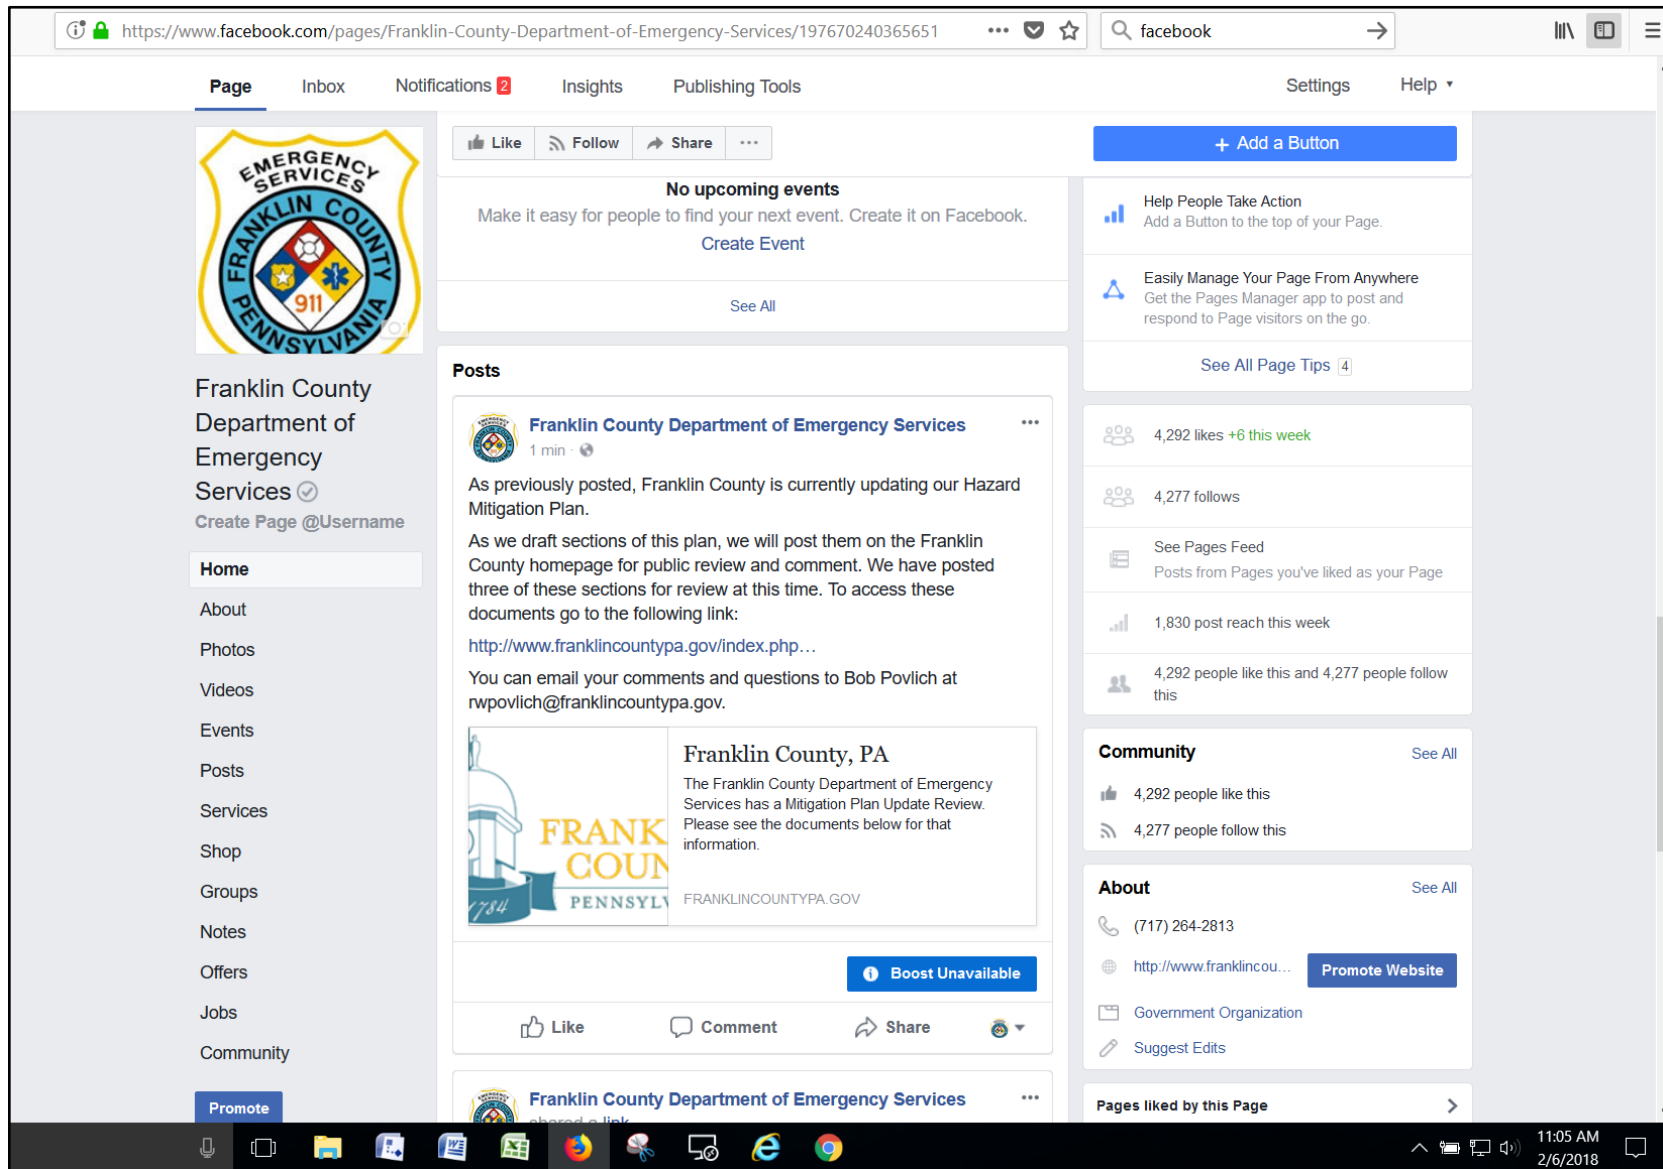 https://www.facebook.com/pages/Franklin-County-Department-of-Emergency-Services/197670240365651
facebook
Page Inbox Notifications 2 Insights Publishing Tools Settings Help
EMERGENCY SERVICES
FRANKLIN COUNTY
PENNSYLVANIA
911
Franklin County
Department of
Emergency
Services
Create Page @Username
Home
About
Photos
Videos
Events
Posts
Services
Shop
Groups
Notes
Offers
Jobs
Community
Promote
Like Follow Share ...
+ Add a Button
No upcoming events
Make it easy for people to find your next event. Create it on Facebook.
Create Event
See All
Posts
Franklin County Department of Emergency Services
1 min ·
As previously posted, Franklin County is currently updating our Hazard
Mitigation Plan.
As we draft sections of this plan, we will post them on the Franklin
County homepage for public review and comment. We have posted
three of these sections for review at this time. To access these
documents go to the following link:
http://www.franklincountypa.gov/index.php…
You can email your comments and questions to Bob Povlich at
rwpovlich@franklincountypa.gov.
FRANK
COUN
PENNSYLV
1784
Franklin County, PA
The Franklin County Department of Emergency
Services has a Mitigation Plan Update Review.
Please see the documents below for that
information.
FRANKLINCOUNTYPA.GOV
Boost Unavailable
Like Comment Share
Franklin County Department of Emergency Services
shared a link
Help People Take Action
Add a Button to the top of your Page.
Easily Manage Your Page From Anywhere
Get the Pages Manager app to post and
respond to Page visitors on the go.
See All Page Tips 4
4,292 likes +6 this week
4,277 follows
See Pages Feed
Posts from Pages you've liked as your Page
1,830 post reach this week
4,292 people like this and 4,277 people follow
this
Community See All
4,292 people like this
4,277 people follow this
About See All
(717) 264-2813
http://www.franklincou... Promote Website
Government Organization
Suggest Edits
Pages liked by this Page
11:05 AM
2/6/2018